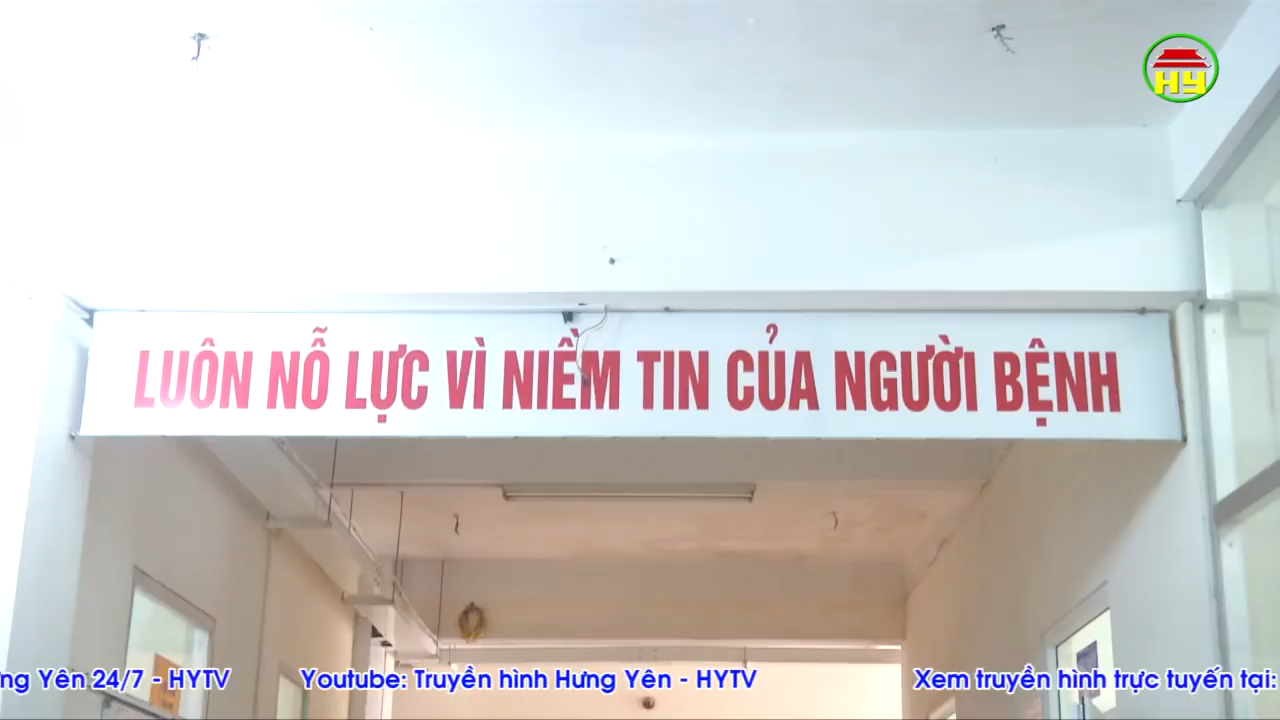 HY
LUÔN NỖ LỰC VÌ NIỀM TIN CỦA NGƯỜI BỆNH
ng Yên 24/7 - HYTV Youtube: Truyền hình Hưng Yên - HYTV Xem truyền hình trực tuyến tại: